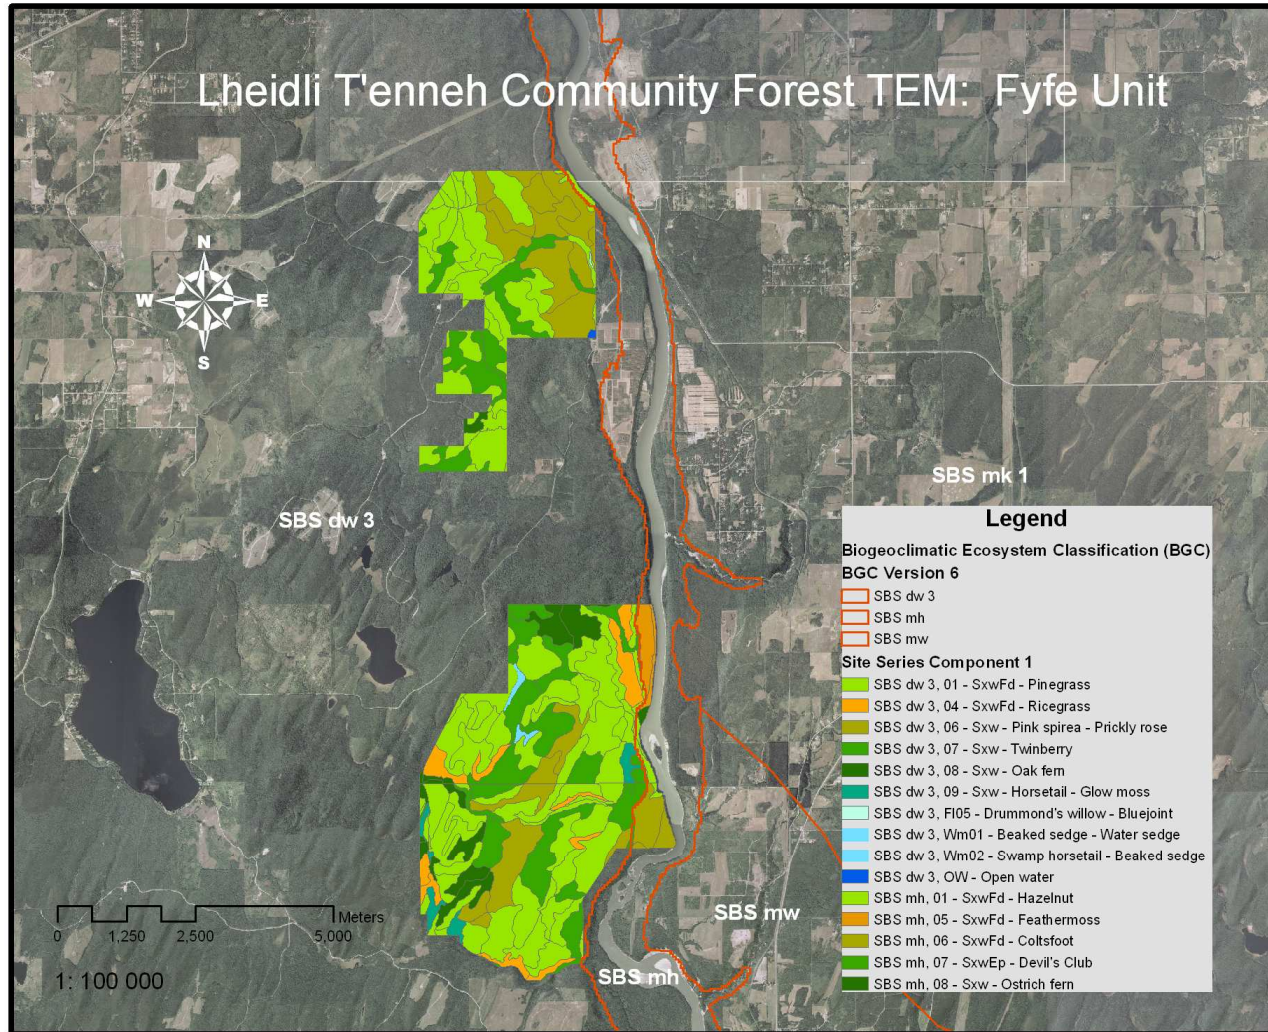 Lheidli T'enneh Community Forest TEM: Fyfe Unit
N
W E
S
SBS dw 3
SBS mk 1
SBS mw
SBS mh
Legend
Biogeoclimatic Ecosystem Classification (BGC)
BGC Version 6
SBS dw 3
SBS mh
SBS mw
Site Series Component 1
SBS dw 3, 01 - SxwFd - Pinegrass
SBS dw 3, 04 - SxwFd - Ricegrass
SBS dw 3, 06 - Sxw - Pink spirea - Prickly rose
SBS dw 3, 07 - Sxw - Twinberry
SBS dw 3, 08 - Sxw - Oak fern
SBS dw 3, 09 - Sxw - Horsetail - Glow moss
SBS dw 3, Fl05 - Drummond's willow - Bluejoint
SBS dw 3, Wm01 - Beaked sedge - Water sedge
SBS dw 3, Wm02 - Swamp horsetail - Beaked sedge
SBS dw 3, OW - Open water
SBS mh, 01 - SxwFd - Hazelnut
SBS mh, 05 - SxwFd - Feathermoss
SBS mh, 06 - SxwFd - Coltsfoot
SBS mh, 07 - SxwEp - Devil's Club
SBS mh, 08 - Sxw - Ostrich fern
Meters
0 1,250 2,500 5,000
1: 100 000